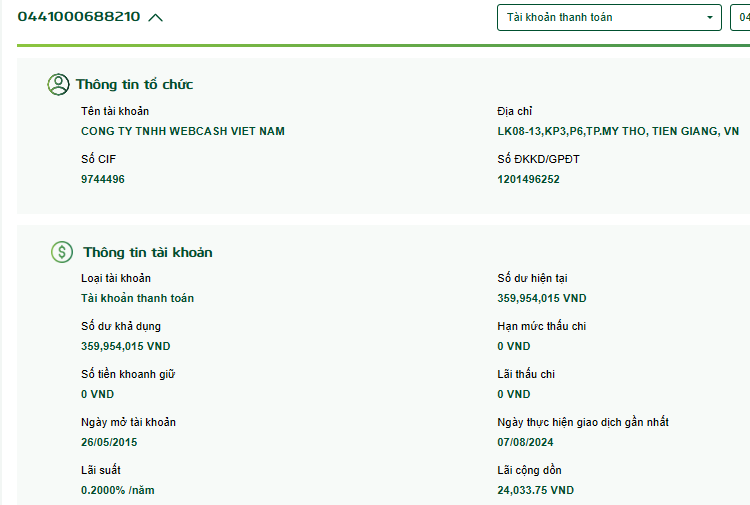 0441000688210
Tài khoản thanh toán
04
Thông tin tổ chức
Tên tài khoản
Địa chỉ
CONG TY TNHH WEBCASH VIET NAM
LK08-13,KP3,P6,TP.MY THO, TIEN GIANG, VN
Số CIF
Số ĐKKD/GPĐT
9744496
1201496252
Thông tin tài khoản
Loại tài khoản
Số dư hiện tại
Tài khoản thanh toán
359,954,015 VND
Số dư khả dụng
Hạn mức thấu chi
359,954,015 VND
0 VND
Số tiền khoanh giữ
Lãi thấu chi
0 VND
0 VND
Ngày mở tài khoản
Ngày thực hiện giao dịch gần nhất
26/05/2015
07/08/2024
Lãi suất
Lãi cộng dồn
0.2000% /năm
24,033.75 VND